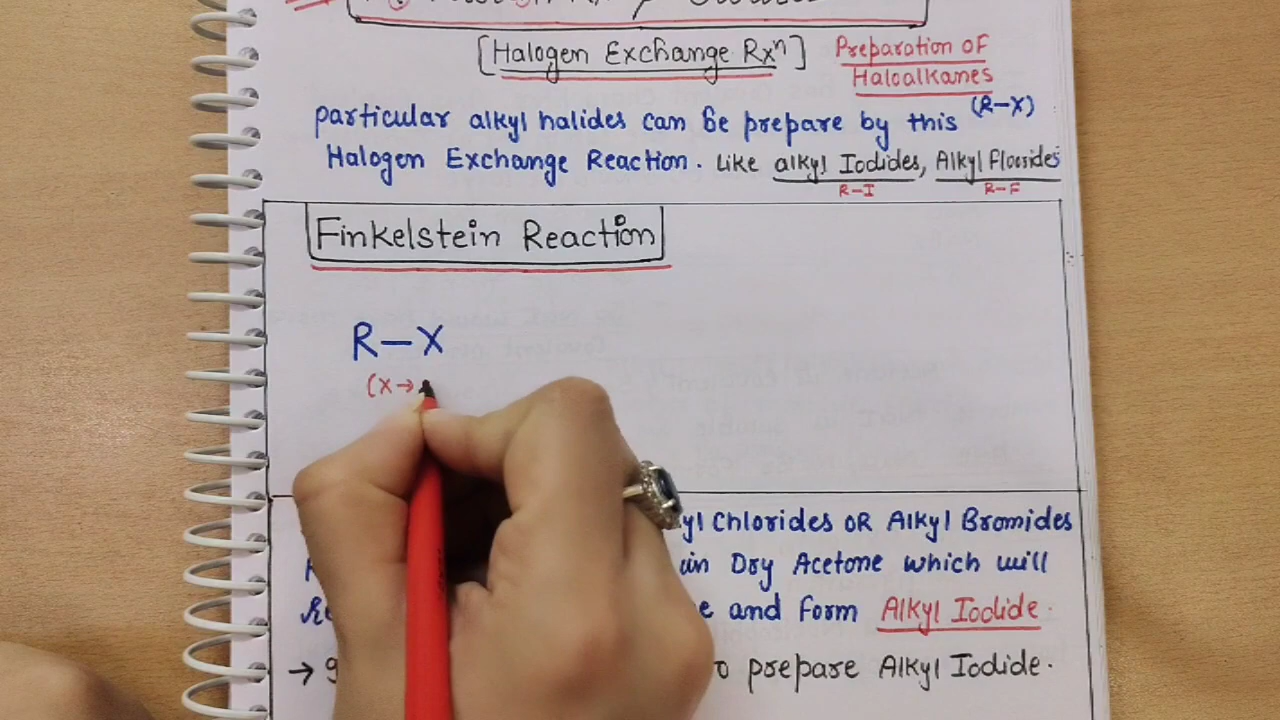 [Halogen Exchange Rxⁿ] Preparation of
Haloalkanes
(R-X)
particular alkyl halides can be prepare by this
Halogen Exchange Reaction. Like alkyl Iodides, Alkyl Floorides
R-I R-F
Finkelstein Reaction
R-X
(X→
yl Chlorides OR Alkyl Bromides
in Dry Acetone which will
e and form Alkyl Iodide.
→ o prepare Alkyl Iodide.